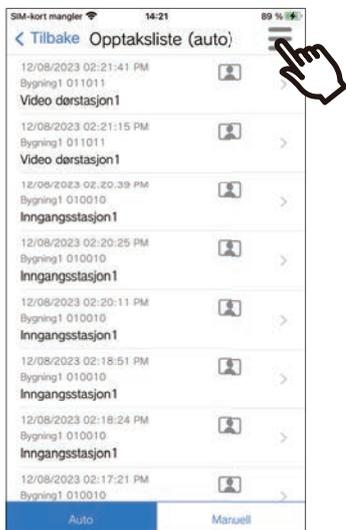 SIM-kort mangler 14:21 89 %
Tilbake Opptaksliste (auto)
12/08/2023 02:21:41 PM
Bygning1 011011
Video dørstasjon1
12/08/2023 02:21:15 PM
Bygning1 011011
Video dørstasjon1
12/08/2023 02:20:39 PM
Bygning1 010010
Inngangsstasjon1
12/08/2023 02:20:25 PM
Bygning1 010010
Inngangsstasjon1
12/08/2023 02:20:11 PM
Bygning1 010010
Inngangsstasjon1
12/08/2023 02:18:51 PM
Bygning1 010010
Inngangsstasjon1
12/08/2023 02:18:24 PM
Bygning1 010010
Inngangsstasjon1
12/08/2023 02:17:21 PM
Bygning1 010010
Auto Manuell